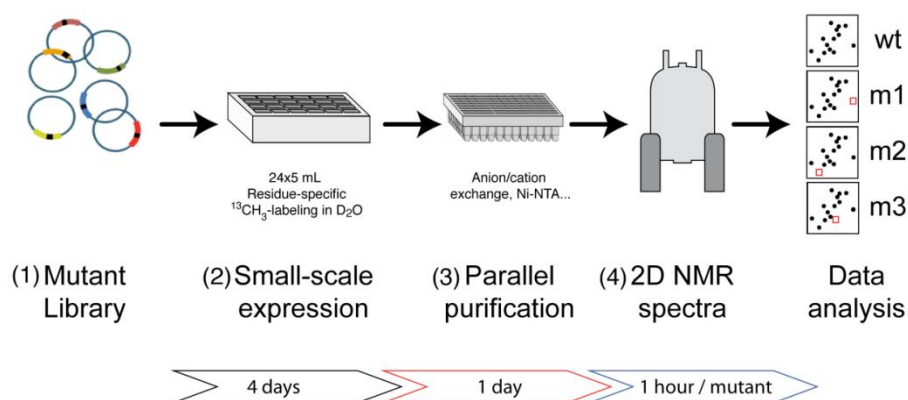 wt
m1
m2
m3
24x5 mL
Residue-specific
¹³CH₃-labeling in D₂O
Anion/cation
exchange, Ni-NTA...
(1) Mutant
Library
(2) Small-scale
expression
(3) Parallel
purification
(4) 2D NMR
spectra
Data
analysis
4 days
1 day
1 hour / mutant